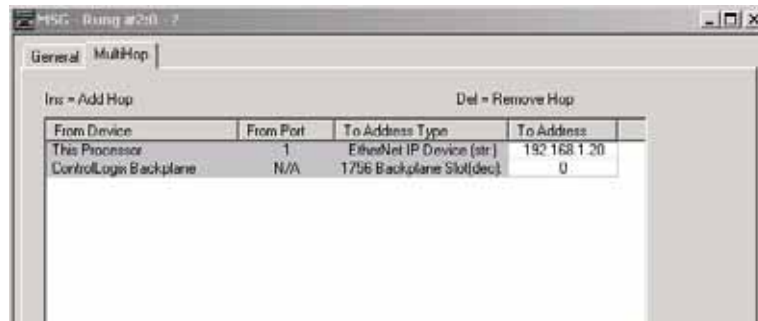 MSG - Rung #2:0 - ?
General MultiHop
Ins = Add Hop Del = Remove Hop
From Device From Port To Address Type To Address
This Processor 1 EtherNet IP Device (str.) 192.168.1.20
ControlLogix Backplane N/A 1756 Backplane Slot(dec): 0